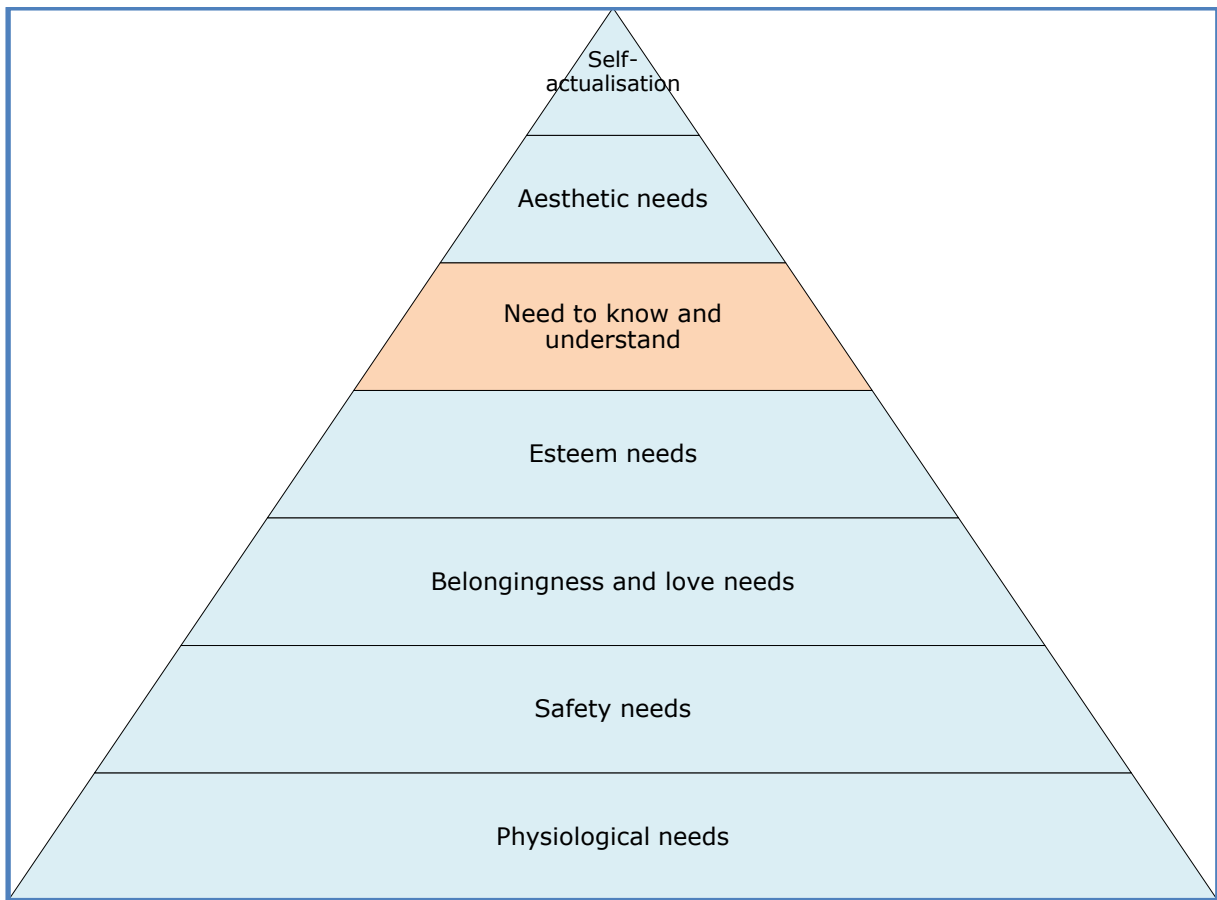 Self-
actualisation
Aesthetic needs
Need to know and
understand
Esteem needs
Belongingness and love needs
Safety needs
Physiological needs